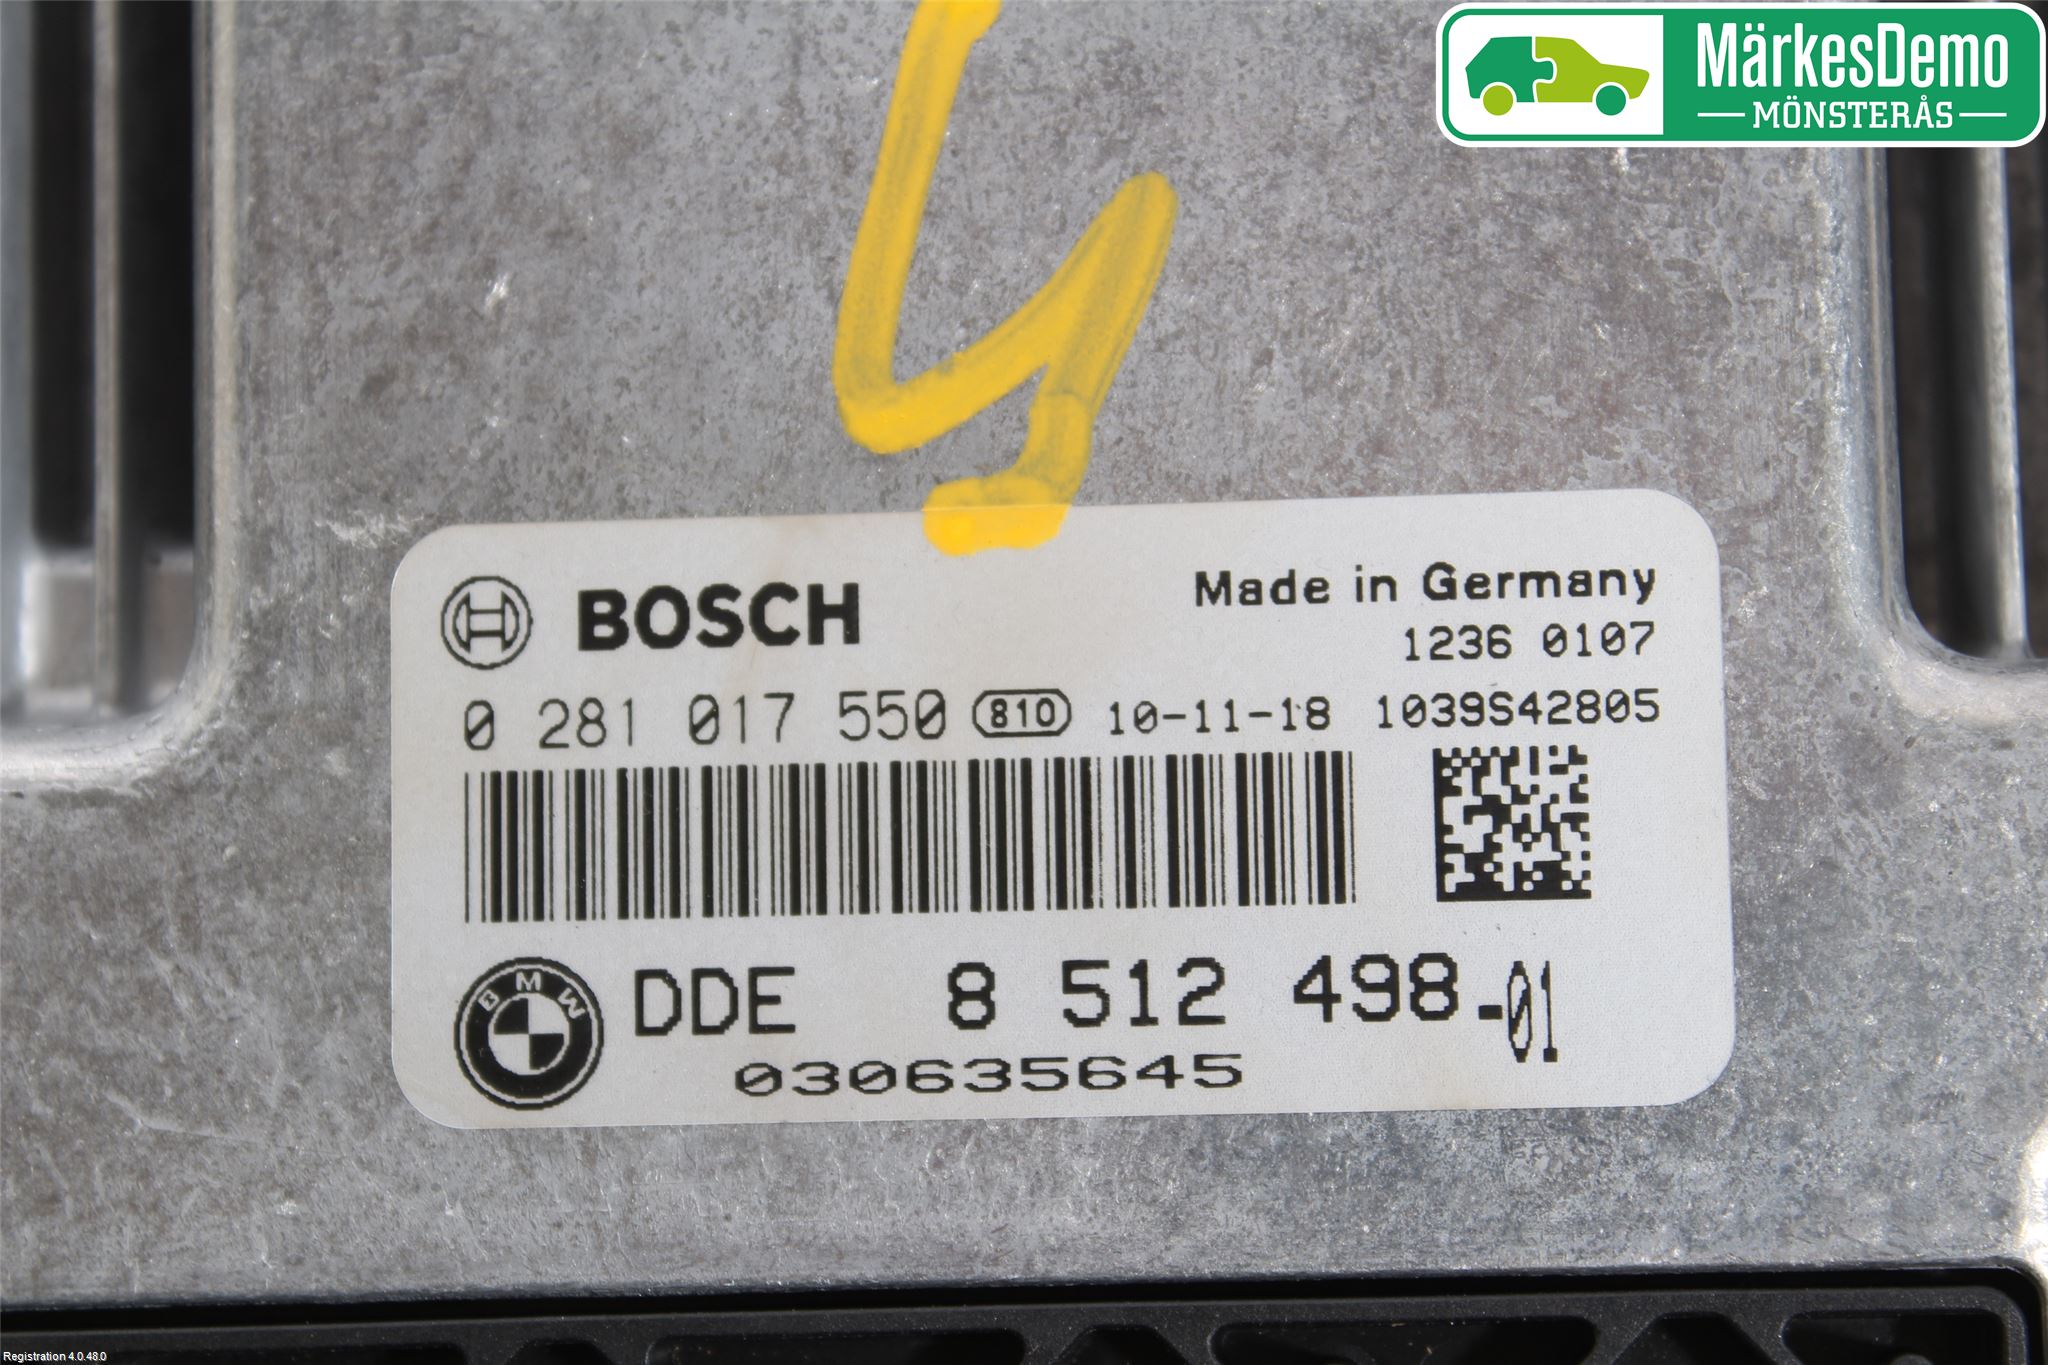 MärkesDemo
MÖNSTERÅS
BOSCH
Made in Germany
1236 0107
0 281 017 550 810 10-11-18 1039S42805
BMW
DDE 8 512 498-01
030635645
Registration 4.0.48.0